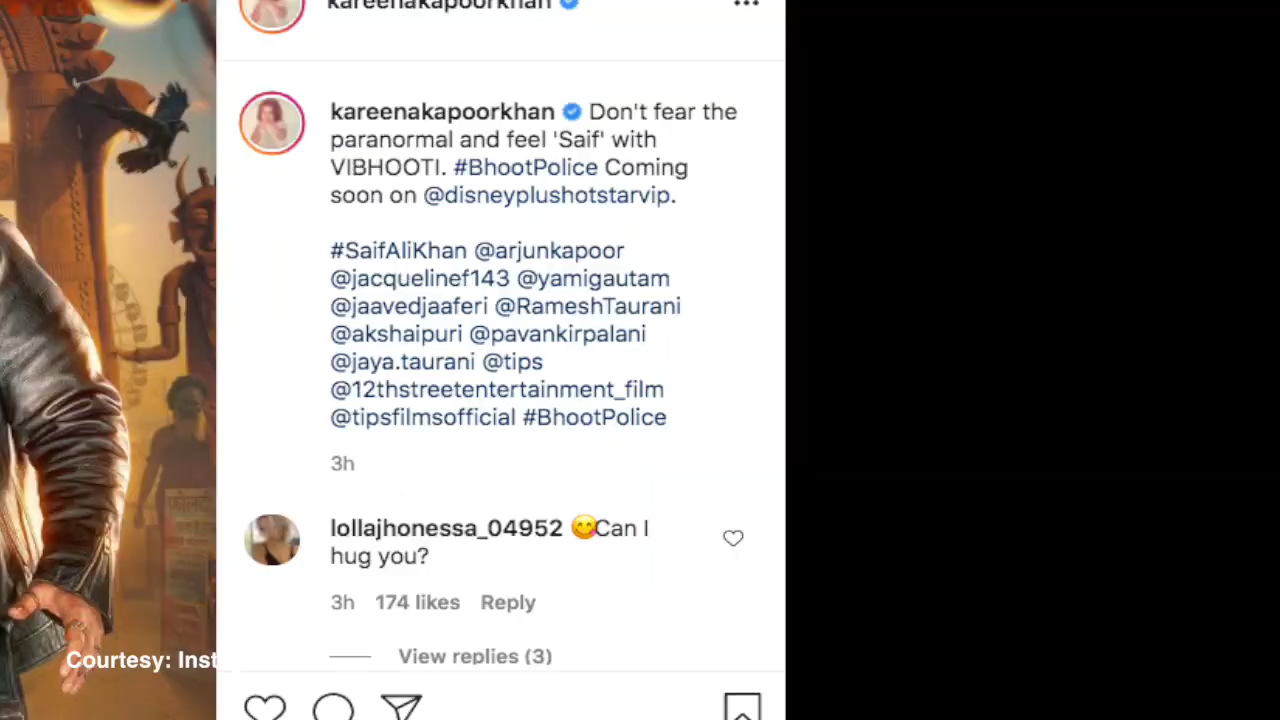 kareenakapoorkhan
kareenakapoorkhan Don't fear the
paranormal and feel 'Saif' with
VIBHOOTI. #BhootPolice Coming
soon on @disneyplushotstarvip.
#SaifAliKhan @arjunkapoor
@jacquelinef143 @yamigautam
@jaavedjaaferi @RameshTaurani
@akshaipuri @pavankirpalani
@jaya.taurani @tips
@12thstreetentertainment_film
@tipsfilmsofficial #BhootPolice
3h
lollajhonessa_04952 😋Can I
hug you?
3h 174 likes Reply
View replies (3)
Courtesy: Inst